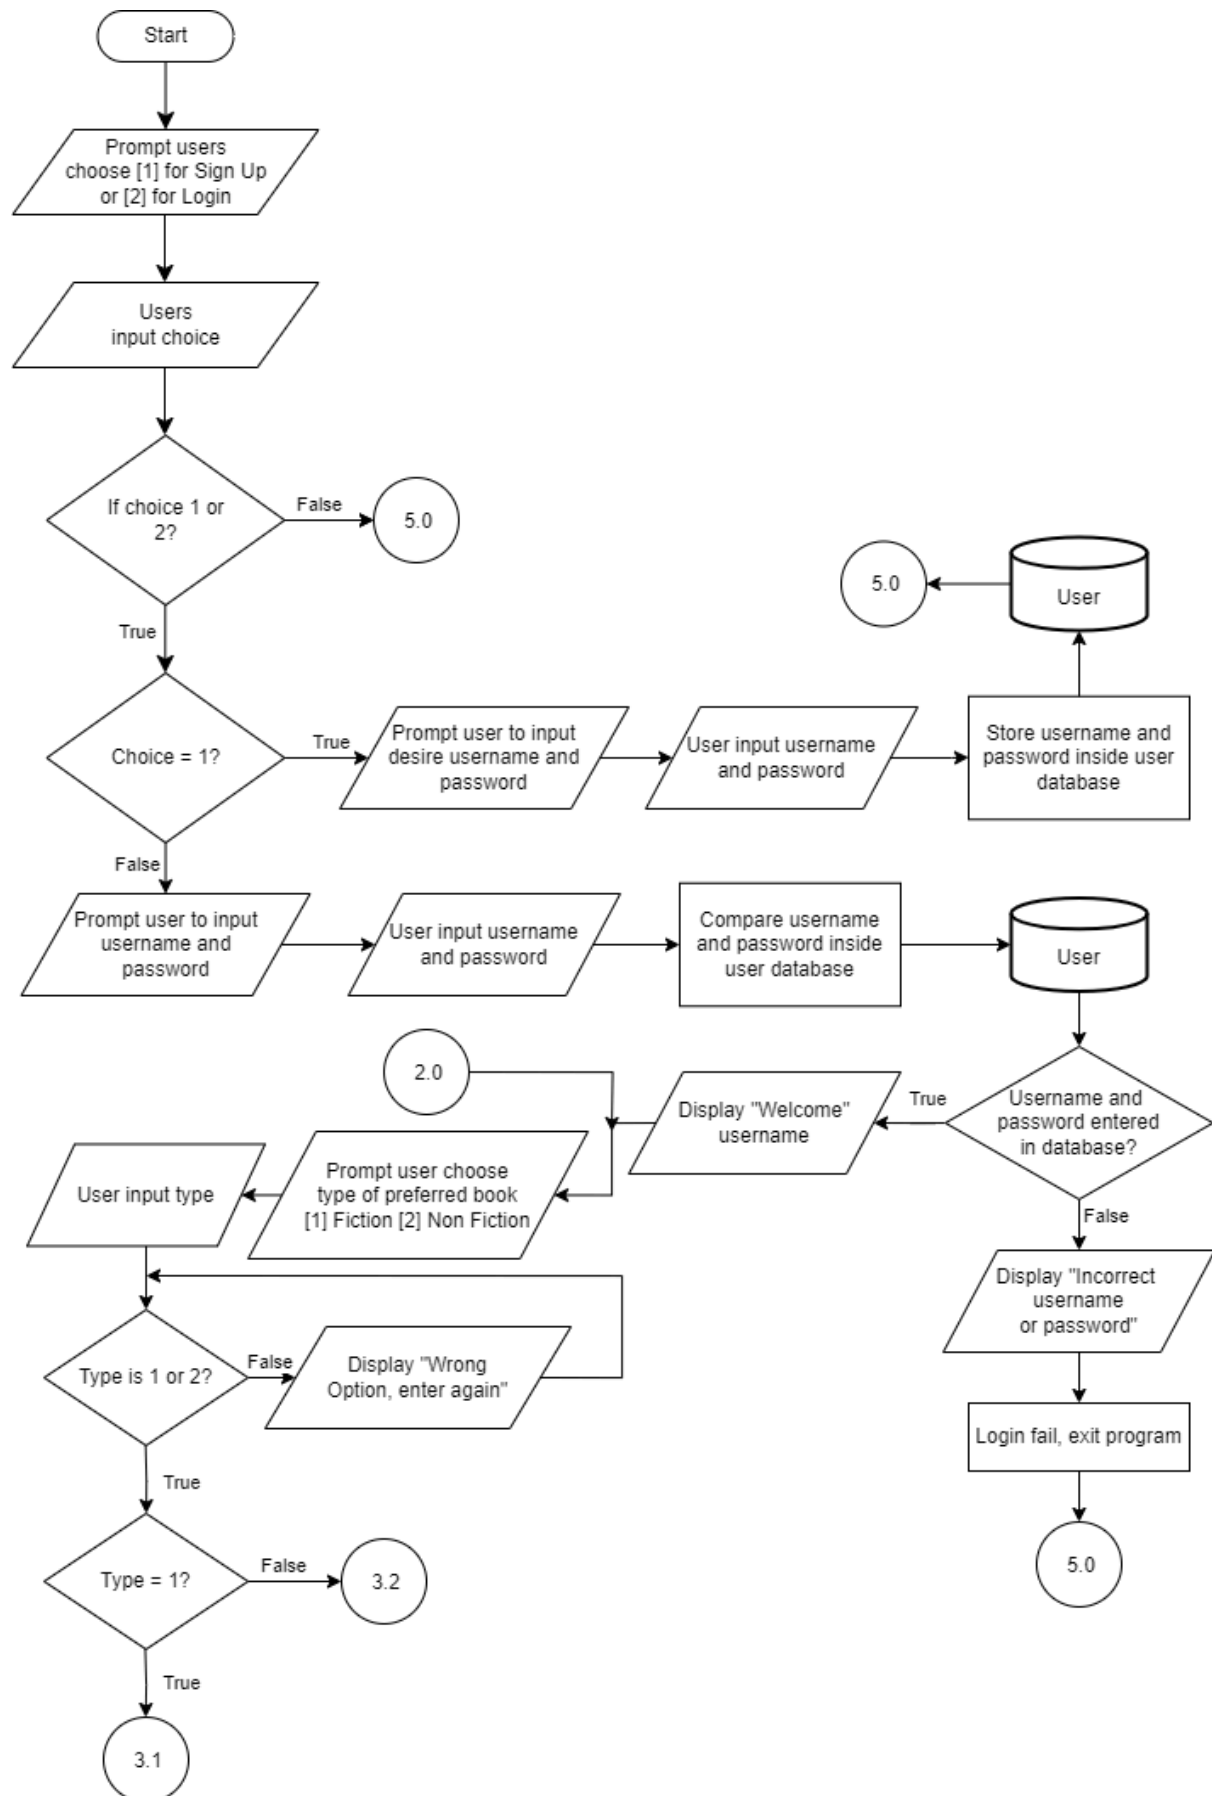 Start
Prompt users
choose [1] for Sign Up
or [2] for Login
Users
input choice
If choice 1 or
2?
False
5.0
True
5.0
User
Choice = 1?
True
Prompt user to input
desire username and
password
User input username
and password
Store username and
password inside user
database
False
Prompt user to input
username and
password
User input username
and password
Compare username
and password inside
user database
User
2.0
Display "Welcome"
username
True
Username and
password entered
in database?
User input type
Prompt user choose
type of preferred book
[1] Fiction [2] Non Fiction
False
Display "Incorrect
username
or password"
Type is 1 or 2?
False
Display "Wrong
Option, enter again"
Login fail, exit program
True
Type = 1?
False
3.2
5.0
True
3.1